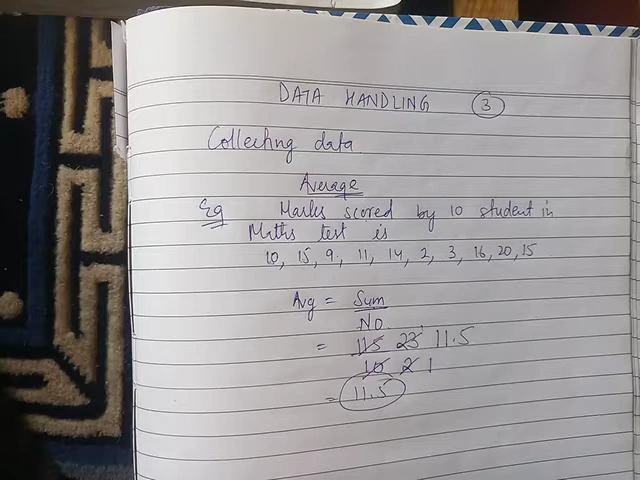 DATA HANDLING 3
Collecting data
Average
Eg Marks scored by 10 student in
Maths test is
10, 15, 9, 11, 14, 2, 3, 16, 20, 15
Avg = Sum
No
= 115 23 11.5
10 2 1
= 11.5